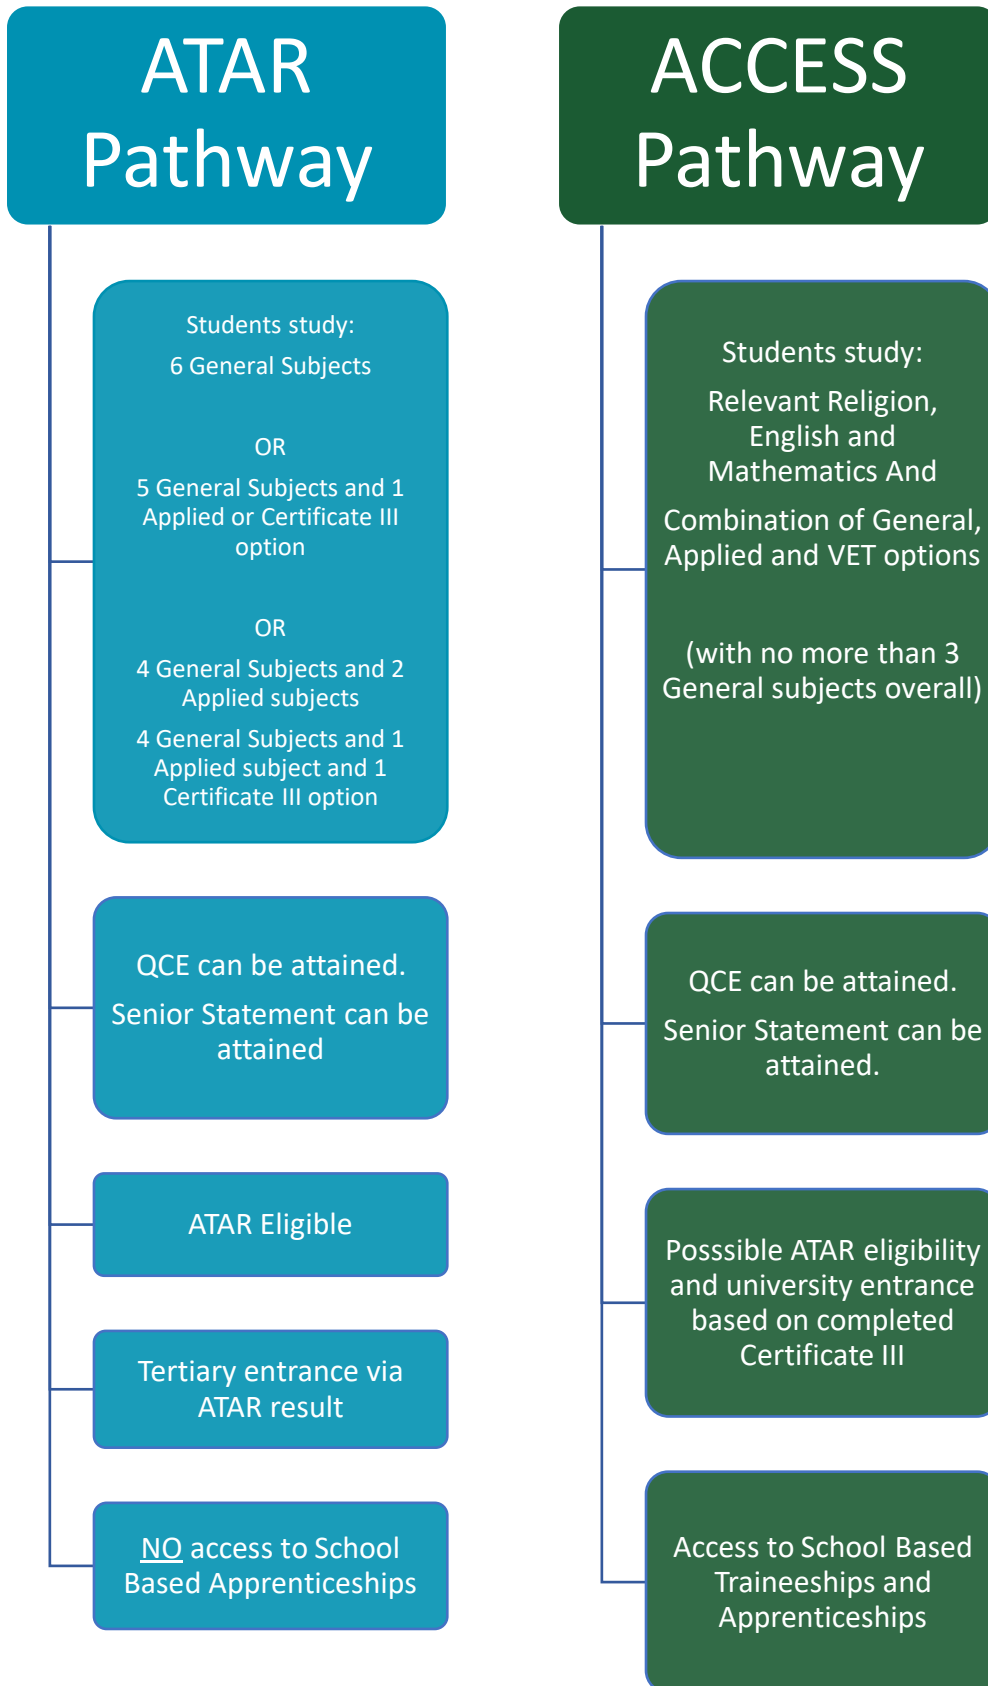 ATAR
Pathway
Students study:
6 General Subjects
OR
5 General Subjects and 1
Applied or Certificate III
option
OR
4 General Subjects and 2
Applied subjects
4 General Subjects and 1
Applied subject and 1
Certificate III option
QCE can be attained.
Senior Statement can be
attained
ATAR Eligible
Tertiary entrance via
ATAR result
NO access to School
Based Apprenticeships
ACCESS
Pathway
Students study:
Relevant Religion,
English and
Mathematics And
Combination of General,
Applied and VET options
(with no more than 3
General subjects overall)
QCE can be attained.
Senior Statement can be
attained.
Posssible ATAR eligibility
and university entrance
based on completed
Certificate III
Access to School Based
Traineeships and
Apprenticeships